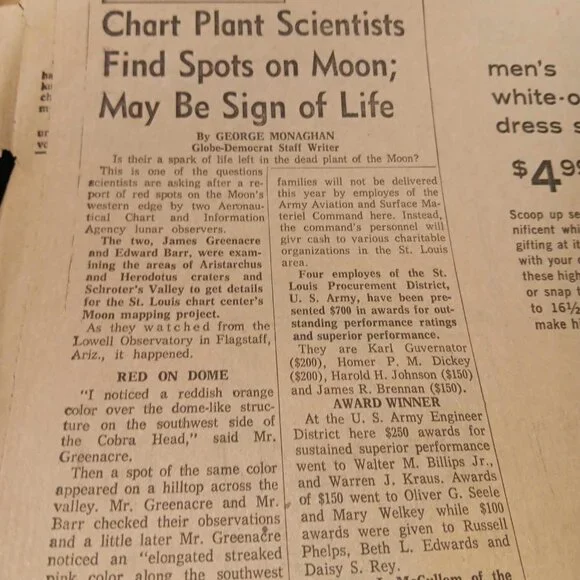 Chart Plant Scientists
Find Spots on Moon;
May Be Sign of Life
By GEORGE MONAGHAN
Globe-Democrat Staff Writer
Is their a spark of life left in the dead plant of the Moon?
This is one of the questions
scientists are asking after a re-
port of red spots on the Moon's
western edge by two Aeronau-
tical Chart and Information
Agency lunar observers.
The two, James Greenacre
and Edward Barr, were exam-
ining the areas of Aristarchus
and Herodotus craters and
Schroter's Valley to get details
for the St. Louis chart center's
Moon mapping project.
As they watched from the
Lowell Observatory in Flagstaff,
Ariz., it happened.
RED ON DOME
"I noticed a reddish orange
color over the dome-like struc-
ture on the southwest side of
the Cobra Head," said Mr.
Greenacre.
Then a spot of the same color
appeared on a hilltop across the
valley. Mr. Greenacre and Mr.
Barr checked their observations
and a little later Mr. Greenacre
noticed an "elongated streaked
pink color along the southwest
families will not be delivered
this year by employes of the
Army Aviation and Surface Ma-
teriel Command here. Instead,
the command's personnel will
give cash to various charitable
organizations in the St. Louis
area.
Four employes of the St.
Louis Procurement District,
U. S. Army, have been pre-
sented $700 in awards for out-
standing performance ratings
and superior performance.
They are Karl Guvernator
($200), Homer P. M. Dickey
($200), Harold H. Johnson ($150)
and James R. Brennan ($150).
AWARD WINNER
At the U. S. Army Engineer
District here $250 awards for
sustained superior performance
went to Walter M. Billips Jr.,
and Warren J. Kraus. Awards
of $150 went to Oliver G. Seele
and Mary Welkey while $100
awards were given to Russell
Phelps, Beth L. Edwards and
Daisy S. Rey.
of the
men's
white-o
dress s
$4.99
Scoop up se
nificent whi
gifting at it
with your
these high
or snap t
to 16½
make hi